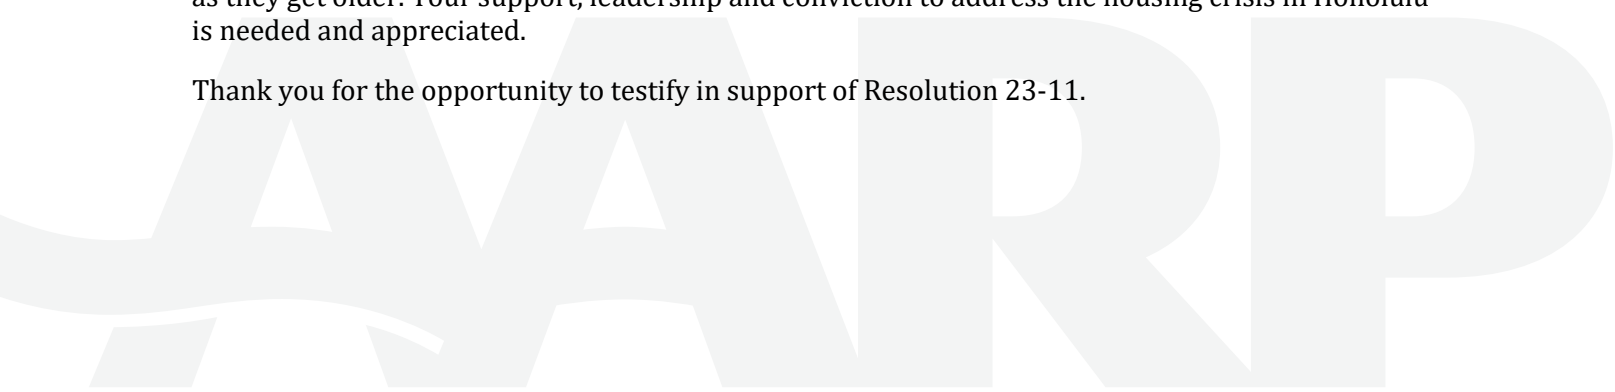 as they get older. Your support, leadership and conviction to address the housing crisis in Honolulu
is needed and appreciated.
Thank you for the opportunity to testify in support of Resolution 23-11.
AARP